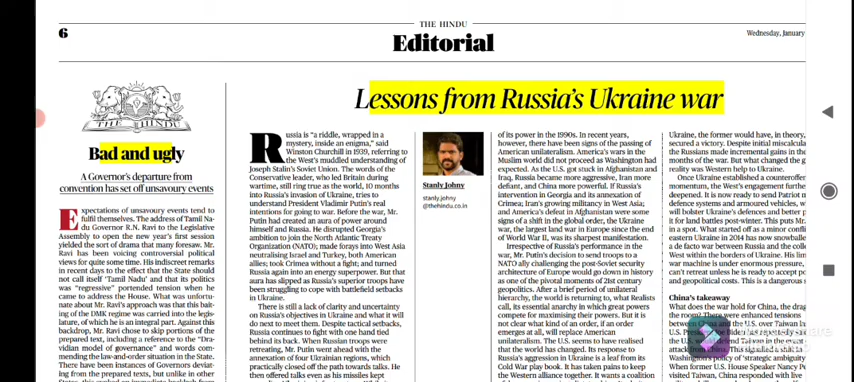 THE HINDU
6
Editorial
Wednesday, January
THE HINDU
Bad and ugly
A Governor's departure from
convention has set off unsavoury events
Expectations of unsavoury events tend to
fulfil themselves. The address of Tamil Na-
du Governor R.N. Ravi to the Legislative
Assembly to open the new year's first session
yielded the sort of drama that many foresaw. Mr.
Ravi has been voicing controversial political
views for quite some time. His indiscreet remarks
in recent days to the effect that the State should
not call itself 'Tamil Nadu' and that its politics
was "regressive" portended tension when he
came to address the House. What was unfortu-
nate about Mr. Ravi's approach was that this bait-
ing of the DMK regime was carried into the legis-
lature, of which he is an integral part. Against this
backdrop, Mr. Ravi chose to skip portions of the
prepared text, including a reference to the "Dra-
vidian model of governance" and words com-
mending the law-and-order situation in the State.
There have been instances of Governors deviat-
ing from the prepared texts, but unlike in other
Lessons from Russia's Ukraine war
Russia is "a riddle, wrapped in a
mystery, inside an enigma," said
Winston Churchill in 1939, referring to
the West's muddled understanding of
Joseph Stalin's Soviet Union. The words of the
Conservative leader, who led Britain during
wartime, still ring true as the world, 10 months
into Russia's invasion of Ukraine, tries to
understand President Vladimir Putin's real
intentions for going to war. Before the war, Mr.
Putin had created an aura of power around
himself and Russia. He disrupted Georgia's
ambition to join the North Atlantic Treaty
Organization (NATO); made forays into West Asia
neutralising Israel and Turkey, both American
allies; took Crimea without a fight; and turned
Russia again into an energy superpower. But that
aura has slipped as Russia's superior troops have
been struggling to cope with battlefield setbacks
in Ukraine.
There is still a lack of clarity and uncertainty
on Russia's objectives in Ukraine and what it will
do next to meet them. Despite tactical setbacks,
Russia continues to fight with one hand tied
behind its back. When Russian troops were
retreating, Mr. Putin went ahead with the
annexation of four Ukrainian regions, which
practically closed off the path towards talks. He
then offered talks even as his missiles kept
Stanly Johny
stanly.johny
@thehindu.co.in
of its power in the 1990s. In recent years,
however, there have been signs of the passing of
American unilateralism. America's wars in the
Muslim world did not proceed as Washington had
expected. As the U.S. got stuck in Afghanistan and
Iraq, Russia became more aggressive, Iran more
defiant, and China more powerful. If Russia's
intervention in Georgia and its annexation of
Crimea; Iran's growing militancy in West Asia;
and America's defeat in Afghanistan were some
signs of a shift in the global order, the Ukraine
war, the largest land war in Europe since the end
of World War II, was its sharpest manifestation.
Irrespective of Russia's performance in the
war, Mr. Putin's decision to send troops to a
NATO ally challenging the post-Soviet security
architecture of Europe would go down in history
as one of the pivotal moments of 21st century
geopolitics. After a brief period of unilateral
hierarchy, the world is returning to, what Realists
call, its essential anarchy in which great powers
compete for maximising their powers. But it is
not clear what kind of an order, if an order
emerges at all, will replace American
unilateralism. The U.S. seems to have realised
that the world has changed. Its response to
Russia's aggression in Ukraine is a leaf from its
Cold War play book. It has taken pains to keep
the Western alliance together. It wants a coalition
Ukraine, the former would have, in theory,
secured a victory. Despite initial miscalcula
the Russians made incremental gains in the
months of the war. But what changed the g
reality was Western help to Ukraine.
Once Ukraine established a counteroffen
momentum, the West's engagement further
deepened. It is now ready to send Patriot m
defence systems and armoured vehicles, w
will bolster Ukraine's defences and better p
it for land battles post-winter. This puts Mr.
in a spot. What started off as a minor confli
eastern Ukraine in 2014 has now snowballe
a de facto war between Russia and the colle
West within the borders of Ukraine. His lim
war machine is under enormous pressure,
can't retreat unless he is ready to accept po
and geopolitical costs. This is a dangerous s
China's takeaway
What does the war hold for China, the drag
the room? There were enhanced tensions
between China and the U.S. over Taiwan la